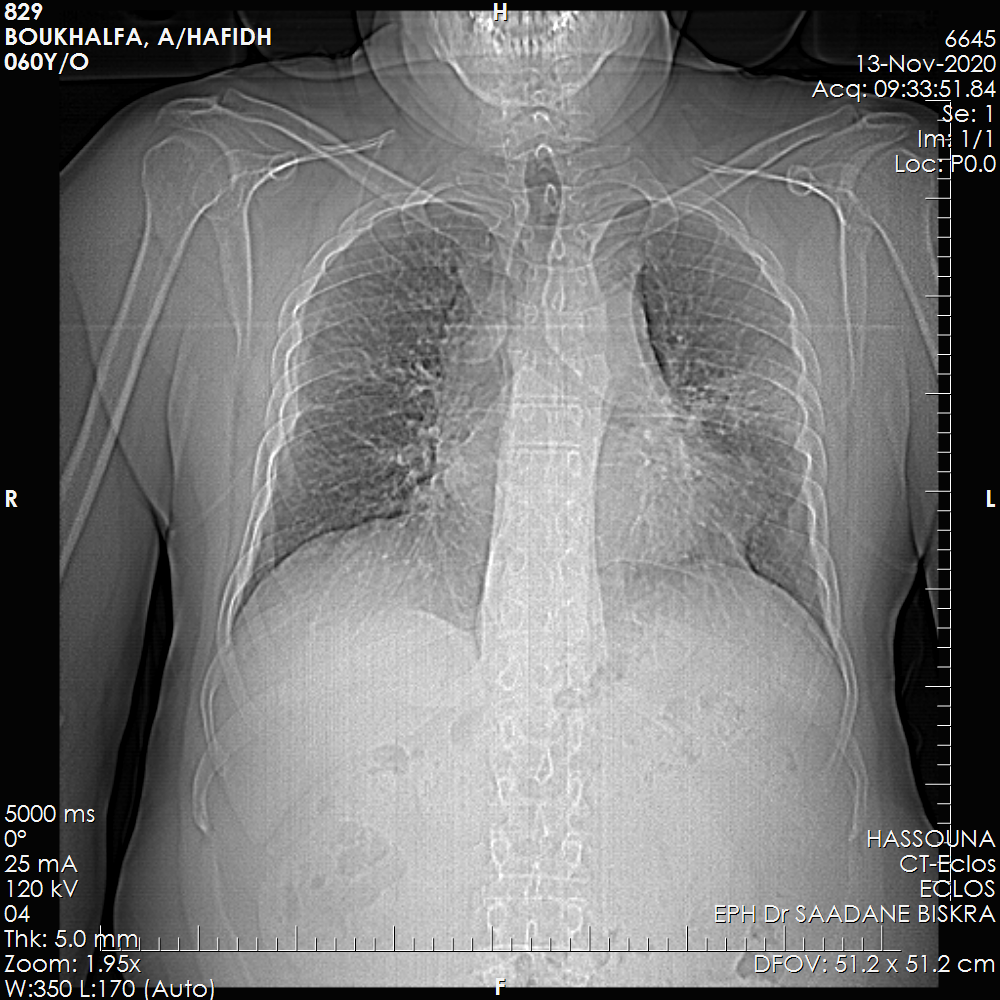 829
BOUKHALFA, A/HAFIDH
060Y/O
H
6645
13-Nov-2020
Acq: 09:33:51.84
Se: 1
Im: 1/1
Loc: P0.0
R
L
5000 ms
0°
25 mA
120 kV
04
Thk: 5.0 mm
Zoom: 1.95x
W:350 L:170 (Auto)
HASSOUNA
CT-Eclos
ECLOS
EPH Dr SAADANE BISKRA
DFOV: 51.2 x 51.2 cm
F